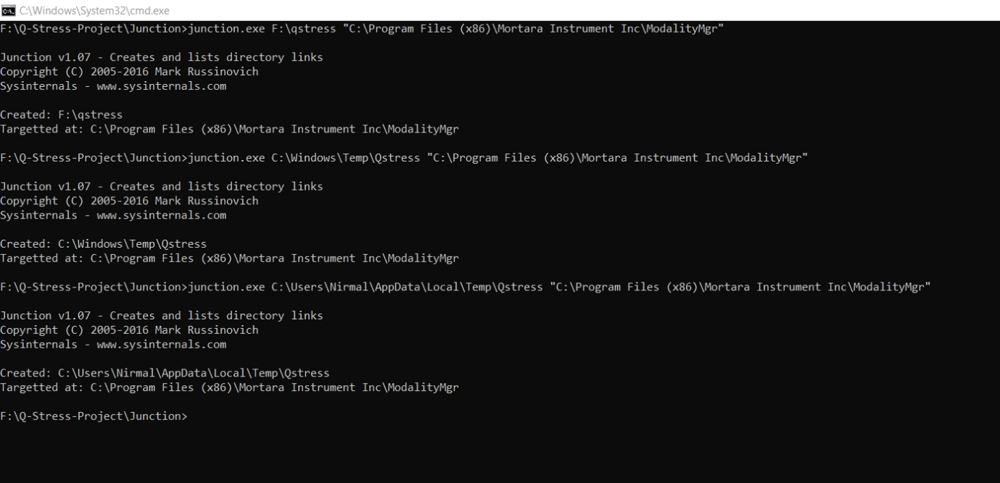 C:\Windows\System32\cmd.exe
F:\Q-Stress-Project\Junction>junction.exe F:\qstress "C:\Program Files (x86)\Mortara Instrument Inc\ModalityMgr"
Junction v1.07 - Creates and lists directory links
Copyright (C) 2005-2016 Mark Russinovich
Sysinternals - www.sysinternals.com
Created: F:\qstress
Targetted at: C:\Program Files (x86)\Mortara Instrument Inc\ModalityMgr
F:\Q-Stress-Project\Junction>junction.exe C:\Windows\Temp\Qstress "C:\Program Files (x86)\Mortara Instrument Inc\ModalityMgr"
Junction v1.07 - Creates and lists directory links
Copyright (C) 2005-2016 Mark Russinovich
Sysinternals - www.sysinternals.com
Created: C:\Windows\Temp\Qstress
Targetted at: C:\Program Files (x86)\Mortara Instrument Inc\ModalityMgr
F:\Q-Stress-Project\Junction>junction.exe C:\Users\Nirmal\AppData\Local\Temp\Qstress "C:\Program Files (x86)\Mortara Instrument Inc\ModalityMgr"
Junction v1.07 - Creates and lists directory links
Copyright (C) 2005-2016 Mark Russinovich
Sysinternals - www.sysinternals.com
Created: C:\Users\Nirmal\AppData\Local\Temp\Qstress
Targetted at: C:\Program Files (x86)\Mortara Instrument Inc\ModalityMgr
F:\Q-Stress-Project\Junction>